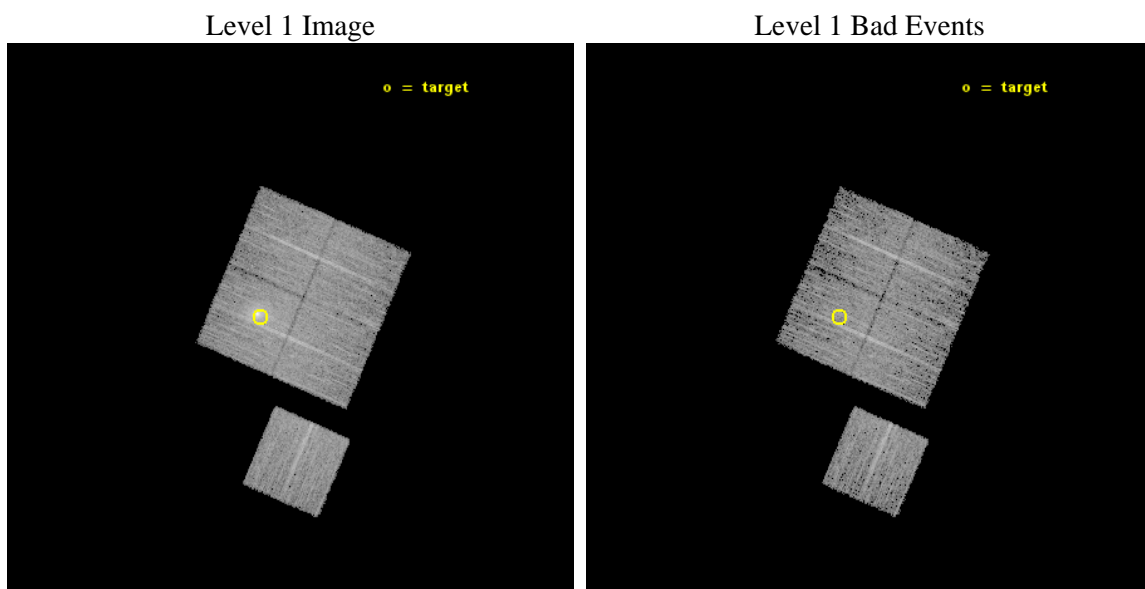 Level 1 Image
Level 1 Bad Events
o = target
o = target